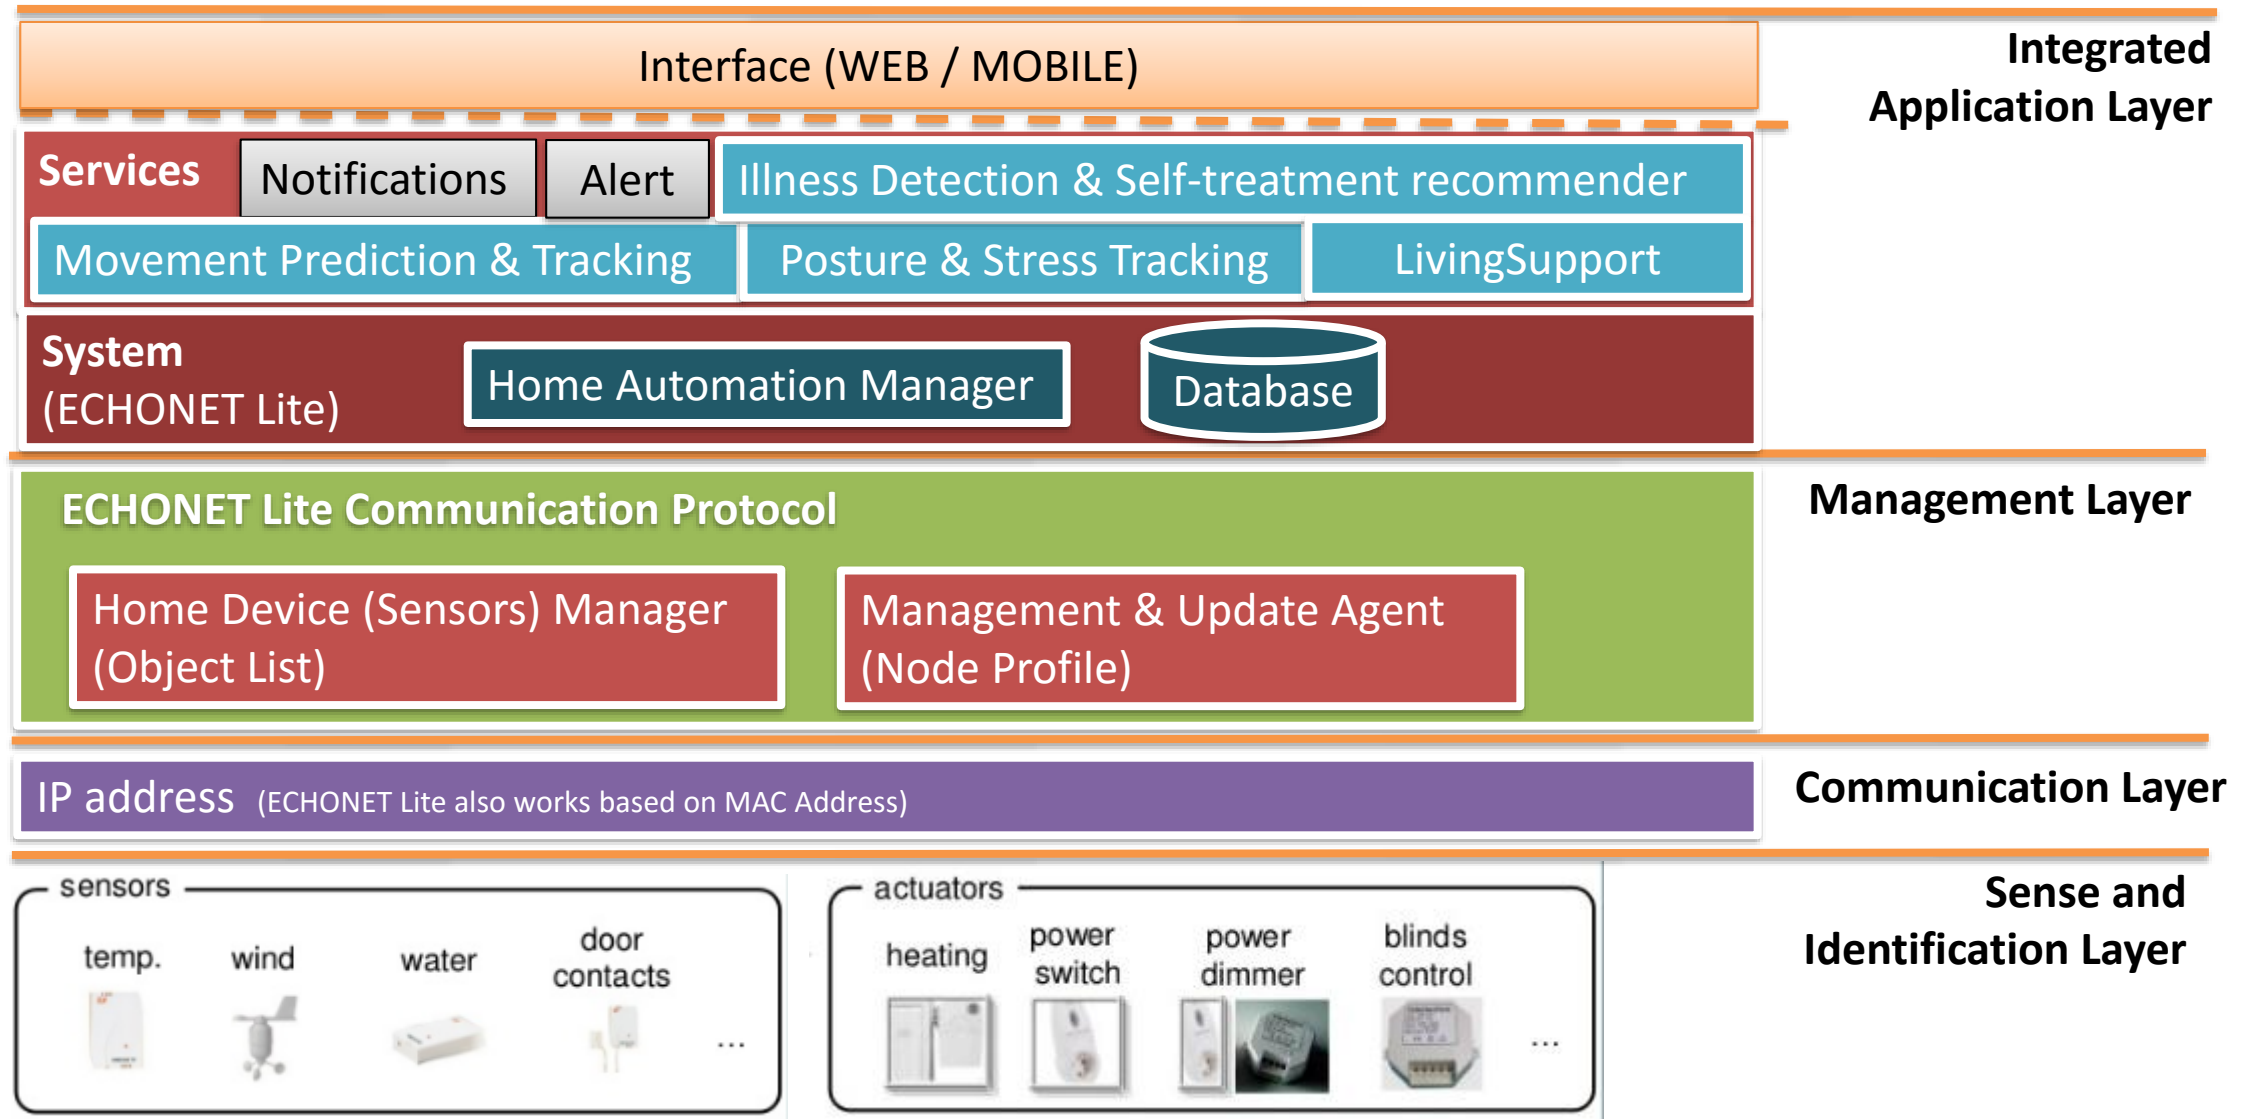 Interface (WEB / MOBILE)
Integrated
Application Layer
Services
Notifications
Alert
Illness Detection & Self-treatment recommender
Movement Prediction & Tracking
Posture & Stress Tracking
LivingSupport
System
(ECHONET Lite)
Home Automation Manager
Database
ECHONET Lite Communication Protocol
Management Layer
Home Device (Sensors) Manager
(Object List)
Management & Update Agent
(Node Profile)
IP address (ECHONET Lite also works based on MAC Address)
Communication Layer
sensors
temp.
wind
water
door
contacts
...
actuators
heating
power
switch
power
dimmer
blinds
control
...
Sense and
Identification Layer